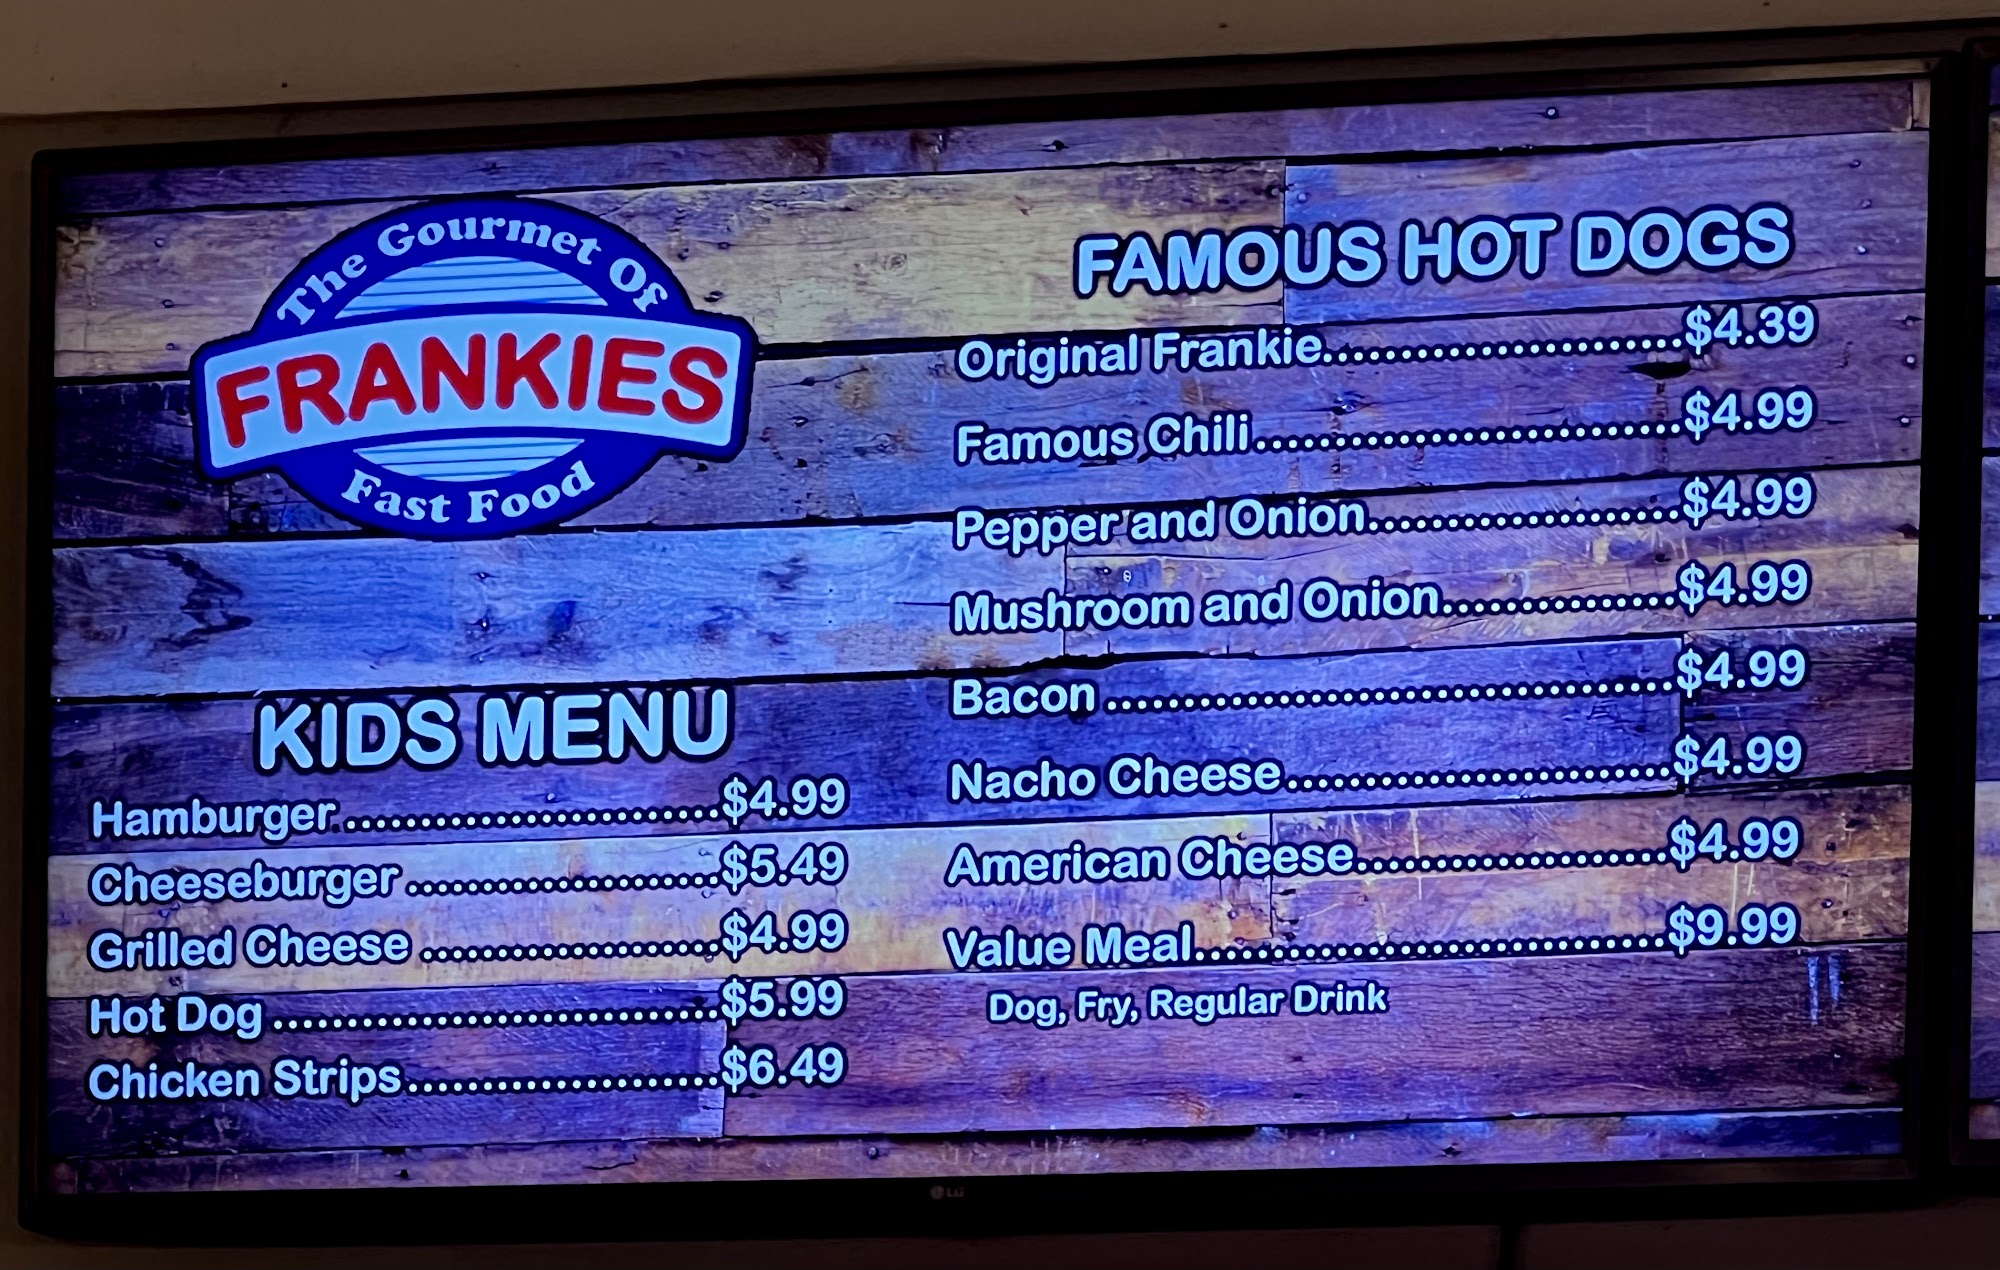 The Gourmet Of
FRANKIES
Fast Food
KIDS MENU
Hamburger..........................$4.99
Cheeseburger......................$5.49
Grilled Cheese.....................$4.99
Hot Dog...............................$5.99
Chicken Strips......................$6.49
FAMOUS HOT DOGS
Original Frankie.......................$4.39
Famous Chili...........................$4.99
Pepper and Onion....................$4.99
Mushroom and Onion...............$4.99
Bacon....................................$4.99
Nacho Cheese.........................$4.99
American Cheese....................$4.99
Value Meal..............................$9.99
Dog, Fry, Regular Drink
LG